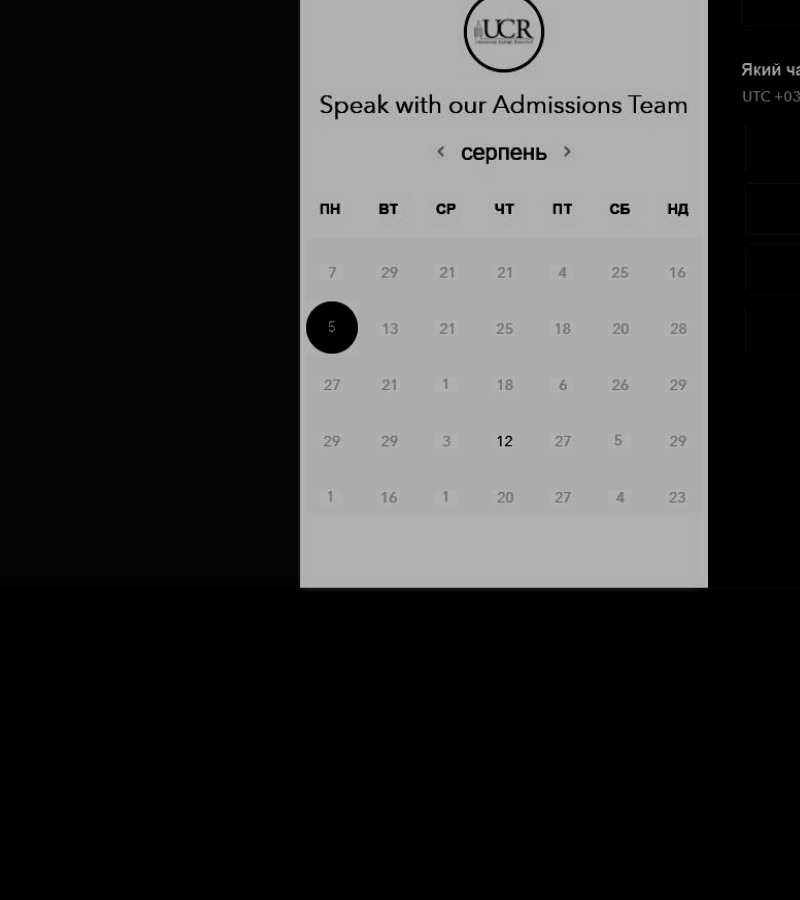 UCR
Який ча
Speak with our Admissions Team
UTC +03
серпень
ПН ВТ СР ЧТ ПТ СБ НД
7 29 21 21 4 25 16
5 13 21 25 18 20 28
27 21 1 18 6 26 29
29 29 3 12 27 5 29
1 16 1 20 27 4 23